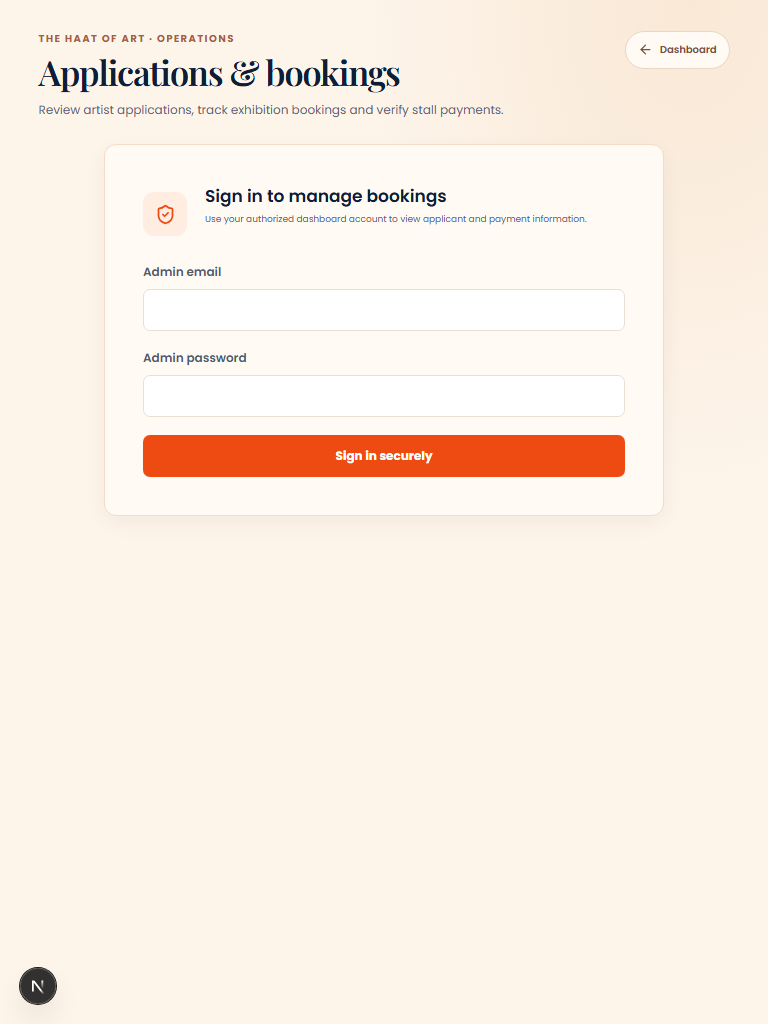 THE HAAT OF ART · OPERATIONS
Applications & bookings
Review artist applications, track exhibition bookings and verify stall payments.
Dashboard
Sign in to manage bookings
Use your authorized dashboard account to view applicant and payment information.
Admin email
Admin password
Sign in securely
N